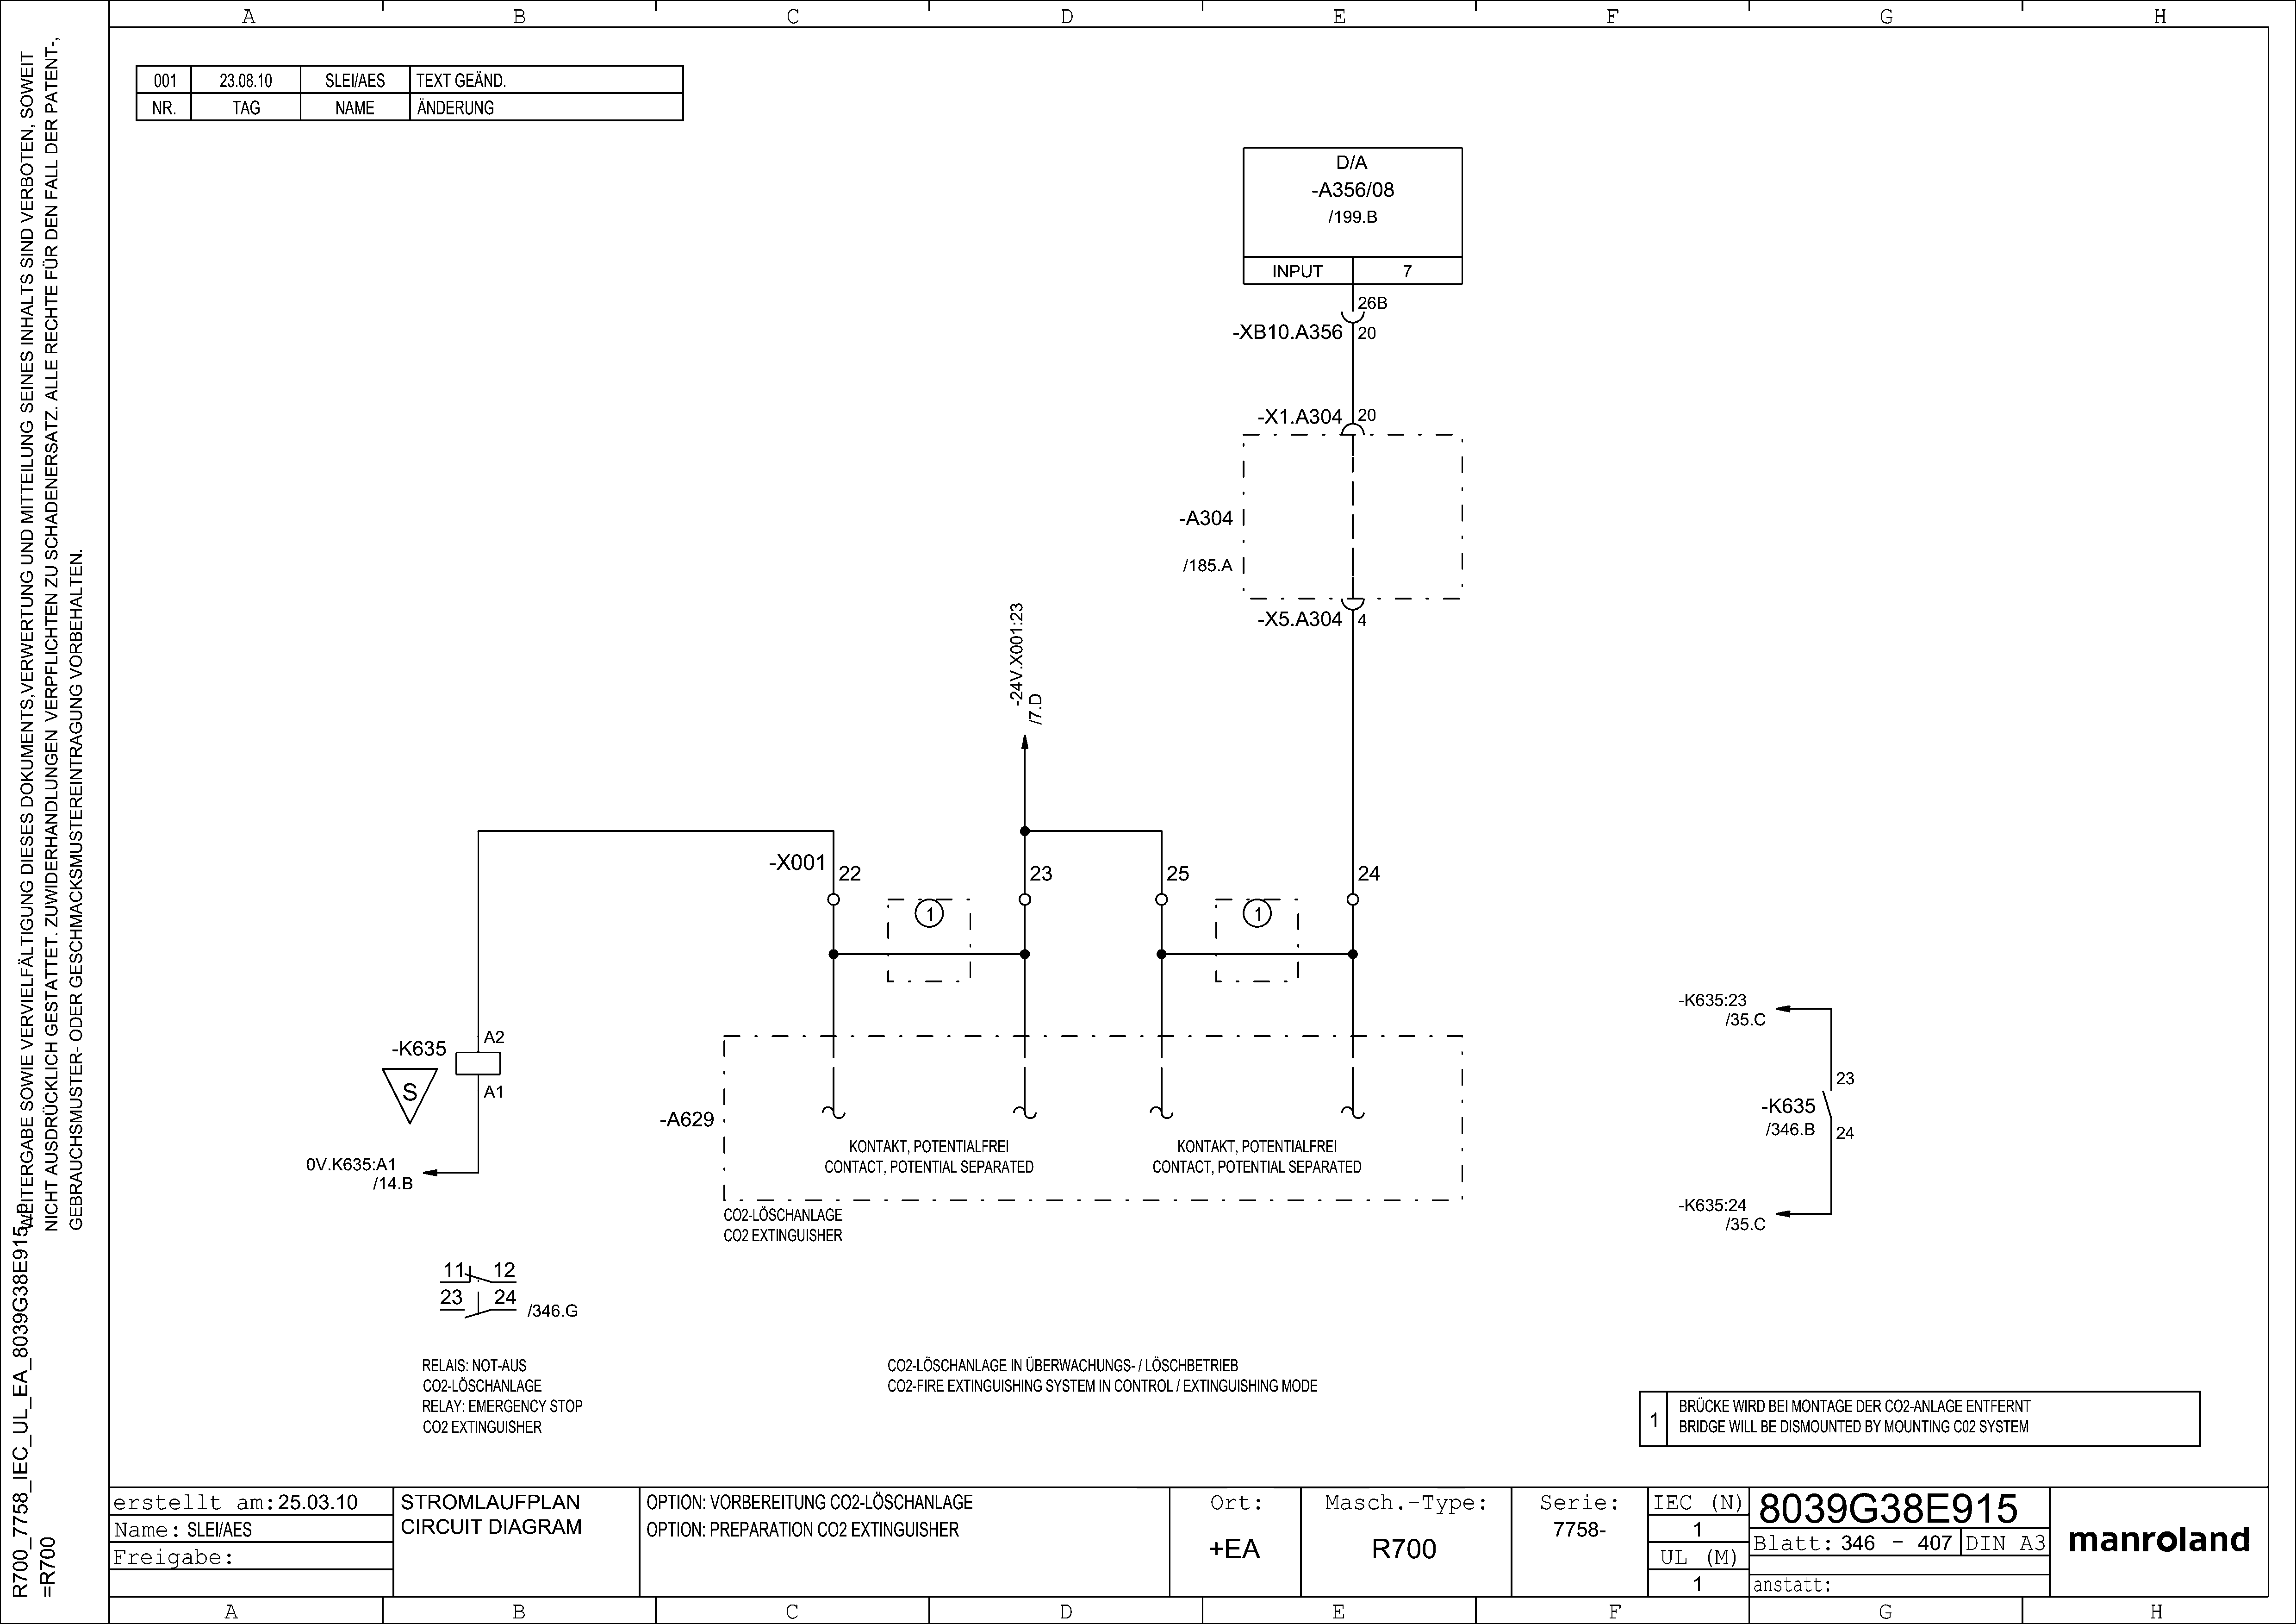 A B C D E F G H
001 23.08.10 SLEI/AES TEXT GEÄND.
NR. TAG NAME ÄNDERUNG
D/A
-A356/08
/199.B
INPUT 7
26B
-XB10.A356 20
-X1.A304 20
-A304
/185.A
-X5.A304 4
-24V.X001:23
/7.D
-X001 22 23 25 24
1 1
-K635:23
/35.C
-K635 A2
S
A1
23
-K635
/346.B 24
-A629
KONTAKT, POTENTIALFREI KONTAKT, POTENTIALFREI
CONTACT, POTENTIAL SEPARATED CONTACT, POTENTIAL SEPARATED
0V.K635:A1
/14.B
-K635:24
/35.C
CO2-LÖSCHANLAGE
CO2 EXTINGUISHER
11 12
23 24 /346.G
RELAIS: NOT-AUS
CO2-LÖSCHANLAGE
RELAY: EMERGENCY STOP
CO2 EXTINGUISHER
CO2-LÖSCHANLAGE IN ÜBERWACHUNGS- / LÖSCHBETRIEB
CO2-FIRE EXTINGUISHING SYSTEM IN CONTROL / EXTINGUISHING MODE
1 BRÜCKE WIRD BEI MONTAGE DER CO2-ANLAGE ENTFERNT
BRIDGE WILL BE DISMOUNTED BY MOUNTING C02 SYSTEM
erstellt am: 25.03.10
Name: SLEI/AES
Freigabe:
STROMLAUFPLAN
CIRCUIT DIAGRAM
OPTION: VORBEREITUNG CO2-LÖSCHANLAGE
OPTION: PREPARATION CO2 EXTINGUISHER
Ort:
+EA
Masch.-Type:
R700
Serie:
7758-
IEC (N)
1
UL (M)
1
8039G38E915
Blatt: 346 - 407 DIN A3
anstatt:
manroland
A B C D E F G H
WEITERGABE SOWIE VERVIELFÄLTIGUNG DIESES DOKUMENTS,VERWERTUNG UND MITTEILUNG SEINES INHALTS SIND VERBOTEN, SOWEIT
NICHT AUSDRÜCKLICH GESTATTET. ZUWIDERHANDLUNGEN VERPFLICHTEN ZU SCHADENERSATZ. ALLE RECHTE FÜR DEN FALL DER PATENT-,
GEBRAUCHSMUSTER- ODER GESCHMACKSMUSTEREINTRAGUNG VORBEHALTEN.
R700_7758_IEC_UL_EA_8039G38E915_
=R700